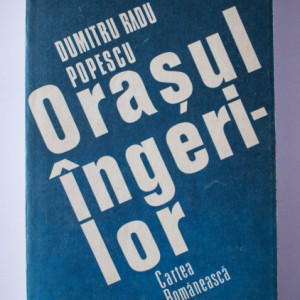 DUMITRU RADU
POPESCU
Orașul
îngeri-
lor
Cartea
Românească